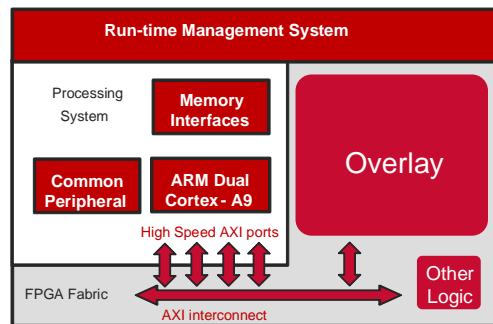 Run-time Management System
Processing
System
Memory
Interfaces
Common
Peripheral
ARM Dual
Cortex - A9
High Speed AXI ports
Overlay
FPGA Fabric
AXI interconnect
Other
Logic